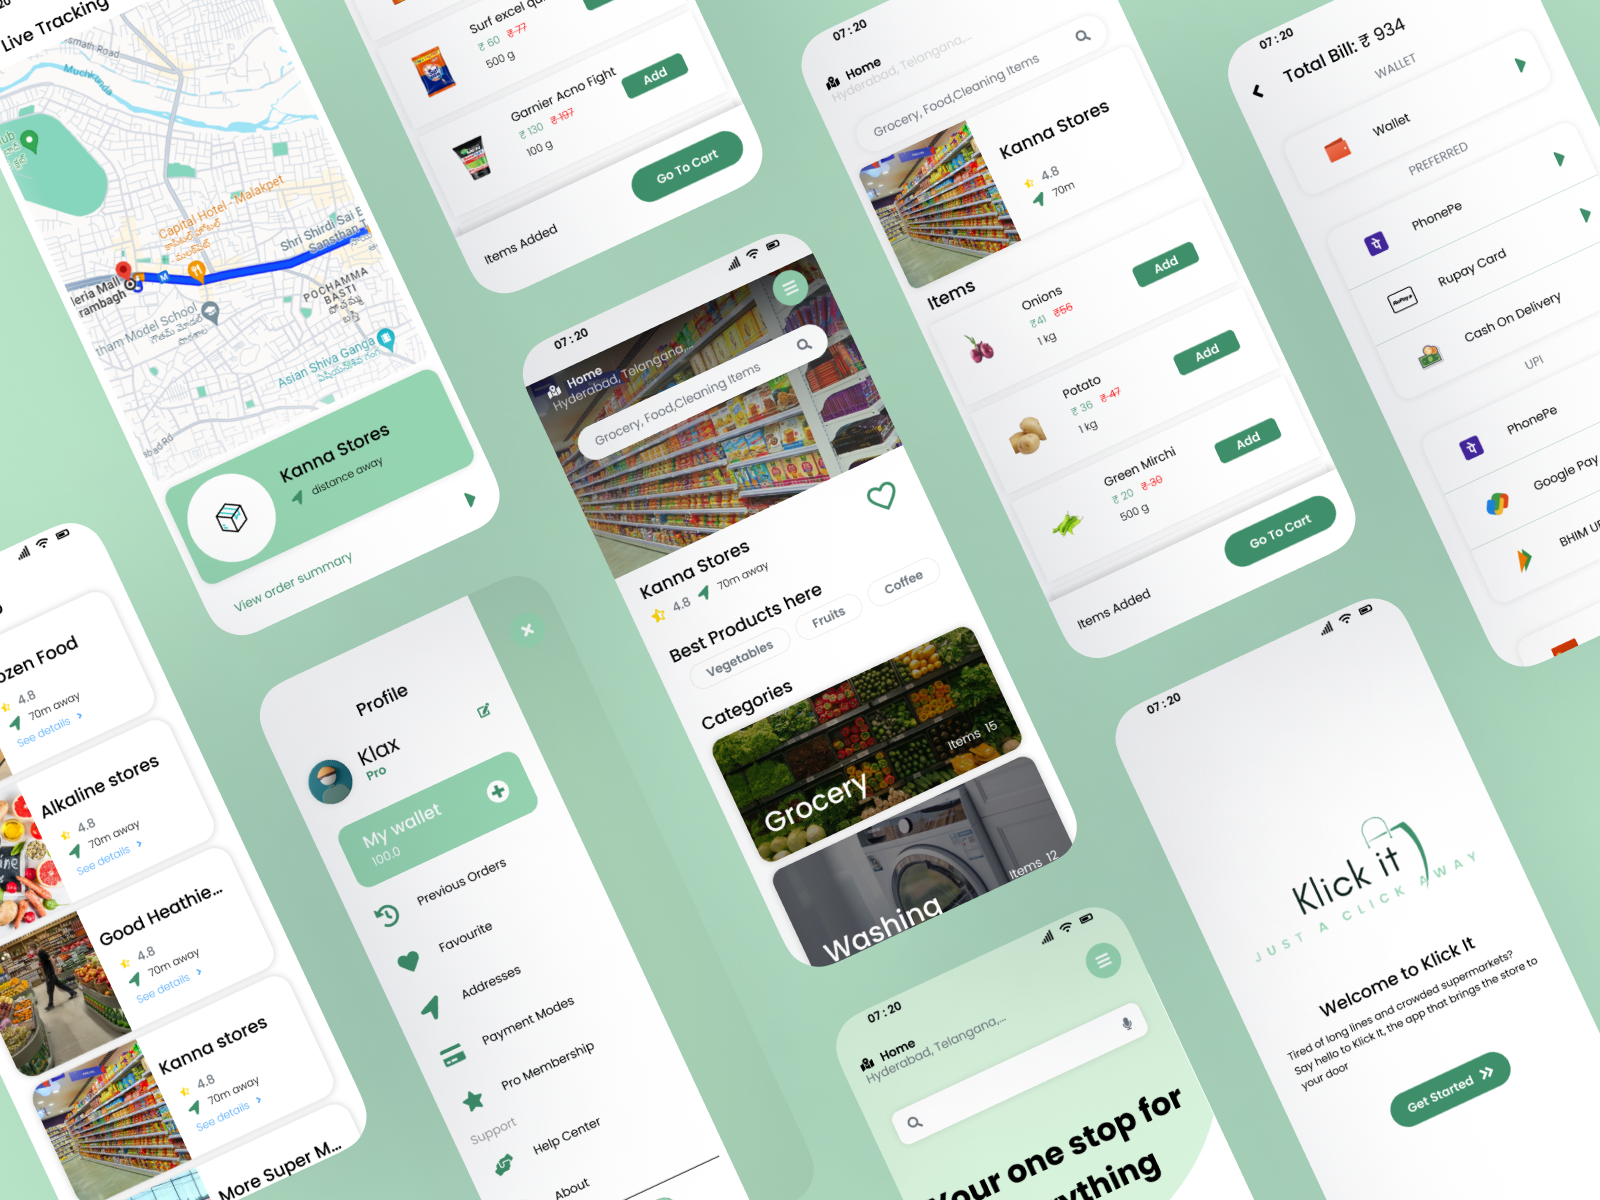 Live Tracking
smath Road
Muchkunda
Capital Hotel - Malakpet
Shri Shirdi Sai
Sansthan
POCHAMMA
BASTI
పోచమ్మ
బస్తీ
tham Model School
Asian Shiva Ganga
Kanna Stores
distance away
View order summary
Surf excel
₹ 60 ₹ 77
500 g
Garnier Acno Fight
₹ 130 ₹ 197
100 g
Add
Go To Cart
Items Added
07:20
Home
Hyderabad, Telangana,...
Grocery, Food,Cleaning Items
Kanna Stores
4.8
70m
Items
Onions
₹41 ₹56
1 kg
Add
Potato
₹ 36 ₹ 47
1 kg
Add
Green Mirchi
₹ 20 ₹ 30
500 g
Add
Go To Cart
Items Added
07:20
Total Bill: ₹ 934
WALLET
Wallet
PREFERRED
PhonePe
Rupay Card
Cash On Delivery
UPI
PhonePe
Google Pay
BHIM
07:20
Home
Hyderabad, Telangana,...
Grocery, Food,Cleaning Items
Kanna Stores
4.8 70m away
Best Products here
Vegetables Fruits Coffee
Categories
Items 15
Grocery
Items 12
Washing
ozen Food
4.8
70m away
See details
Alkaline stores
4.8
70m away
See details
Good Heathie...
4.8
70m away
See details
Kanna stores
4.8
70m away
See details
More Super M...
Profile
Klax
Pro
My wallet
100.0
Previous Orders
Favourite
Addresses
Payment Modes
Pro Membership
Support
Help Center
About
07:20
Home
Hyderabad, Telangana,...
Your one stop for
ything
07:20
Klick it
JUST A CLICK AWAY
Welcome to Klick It
Tired of long lines and crowded supermarkets?
Say hello to Klick It, the app that brings the store to
your door
Get Started